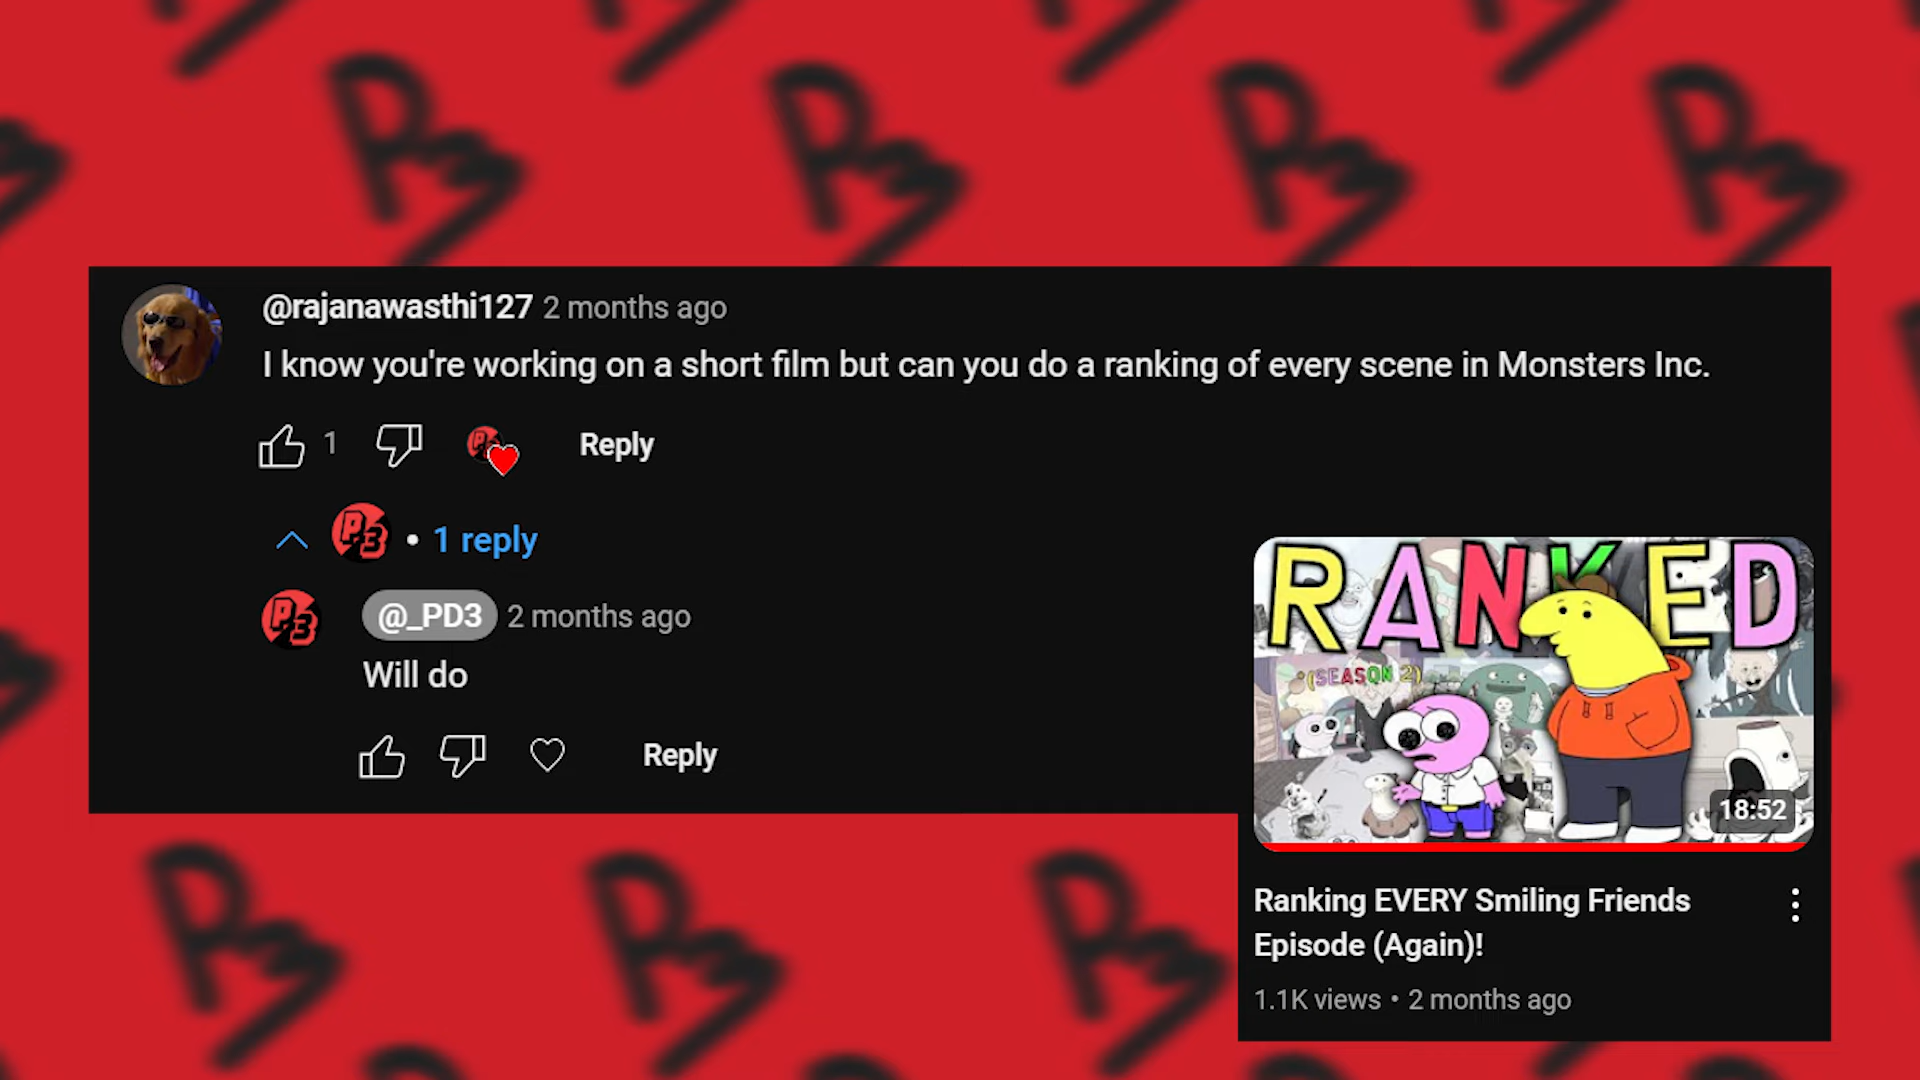 @rajanawasthi127 2 months ago
I know you're working on a short film but can you do a ranking of every scene in Monsters Inc.
1 Reply
P3 • 1 reply
P3 @_PD3 2 months ago
Will do
Reply
RANKED
(SEASON 2)
18:52
Ranking EVERY Smiling Friends
Episode (Again)!
1.1K views • 2 months ago